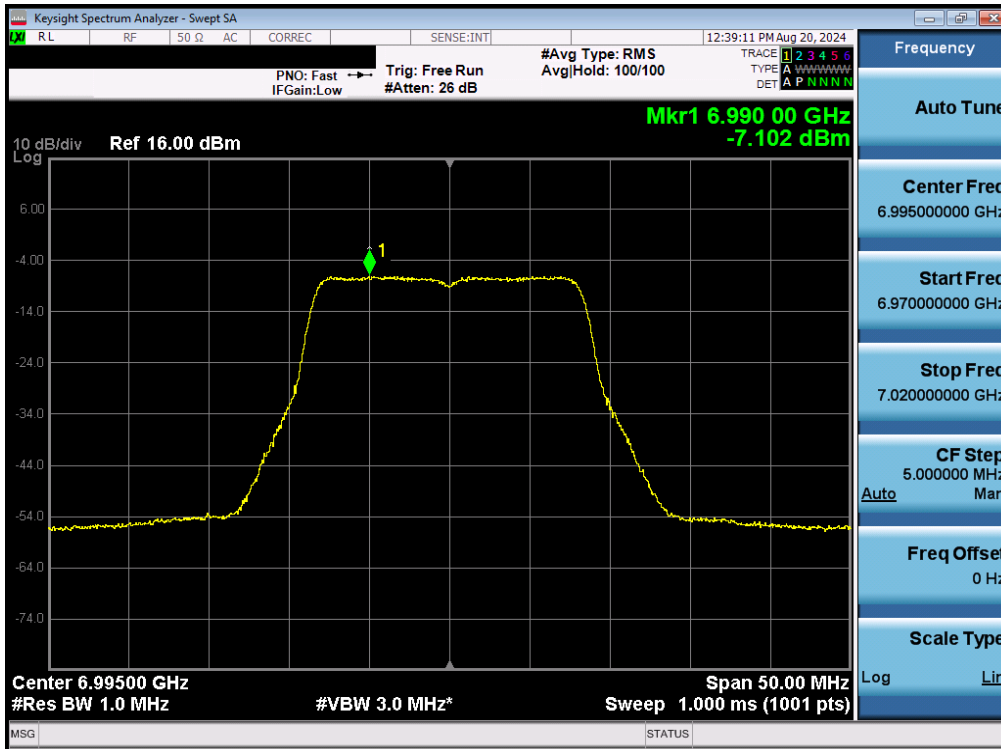 Keysight Spectrum Analyzer - Swept SA
LXI RL RF 50 Ω AC CORREC SENSE:INT 12:39:11 PM Aug 20, 2024
PNO: Fast
IFGain:Low
Trig: Free Run
#Atten: 26 dB
#Avg Type: RMS
Avg|Hold: 100/100
TRACE 1 2 3 4 5 6
TYPE A WWWWW
DET A P N N N N
Mkr1 6.990 00 GHz
-7.102 dBm
10 dB/div Ref 16.00 dBm
Log
1
6.00
-4.00
-14.0
-24.0
-34.0
-44.0
-54.0
-64.0
-74.0
Center 6.99500 GHz Span 50.00 MHz
#Res BW 1.0 MHz #VBW 3.0 MHz* Sweep 1.000 ms (1001 pts)
MSG STATUS
Frequency
Auto Tune
Center Freq
6.995000000 GHz
Start Freq
6.970000000 GHz
Stop Freq
7.020000000 GHz
CF Step
5.000000 MHz
Auto Man
Freq Offset
0 Hz
Scale Type
Log Lin